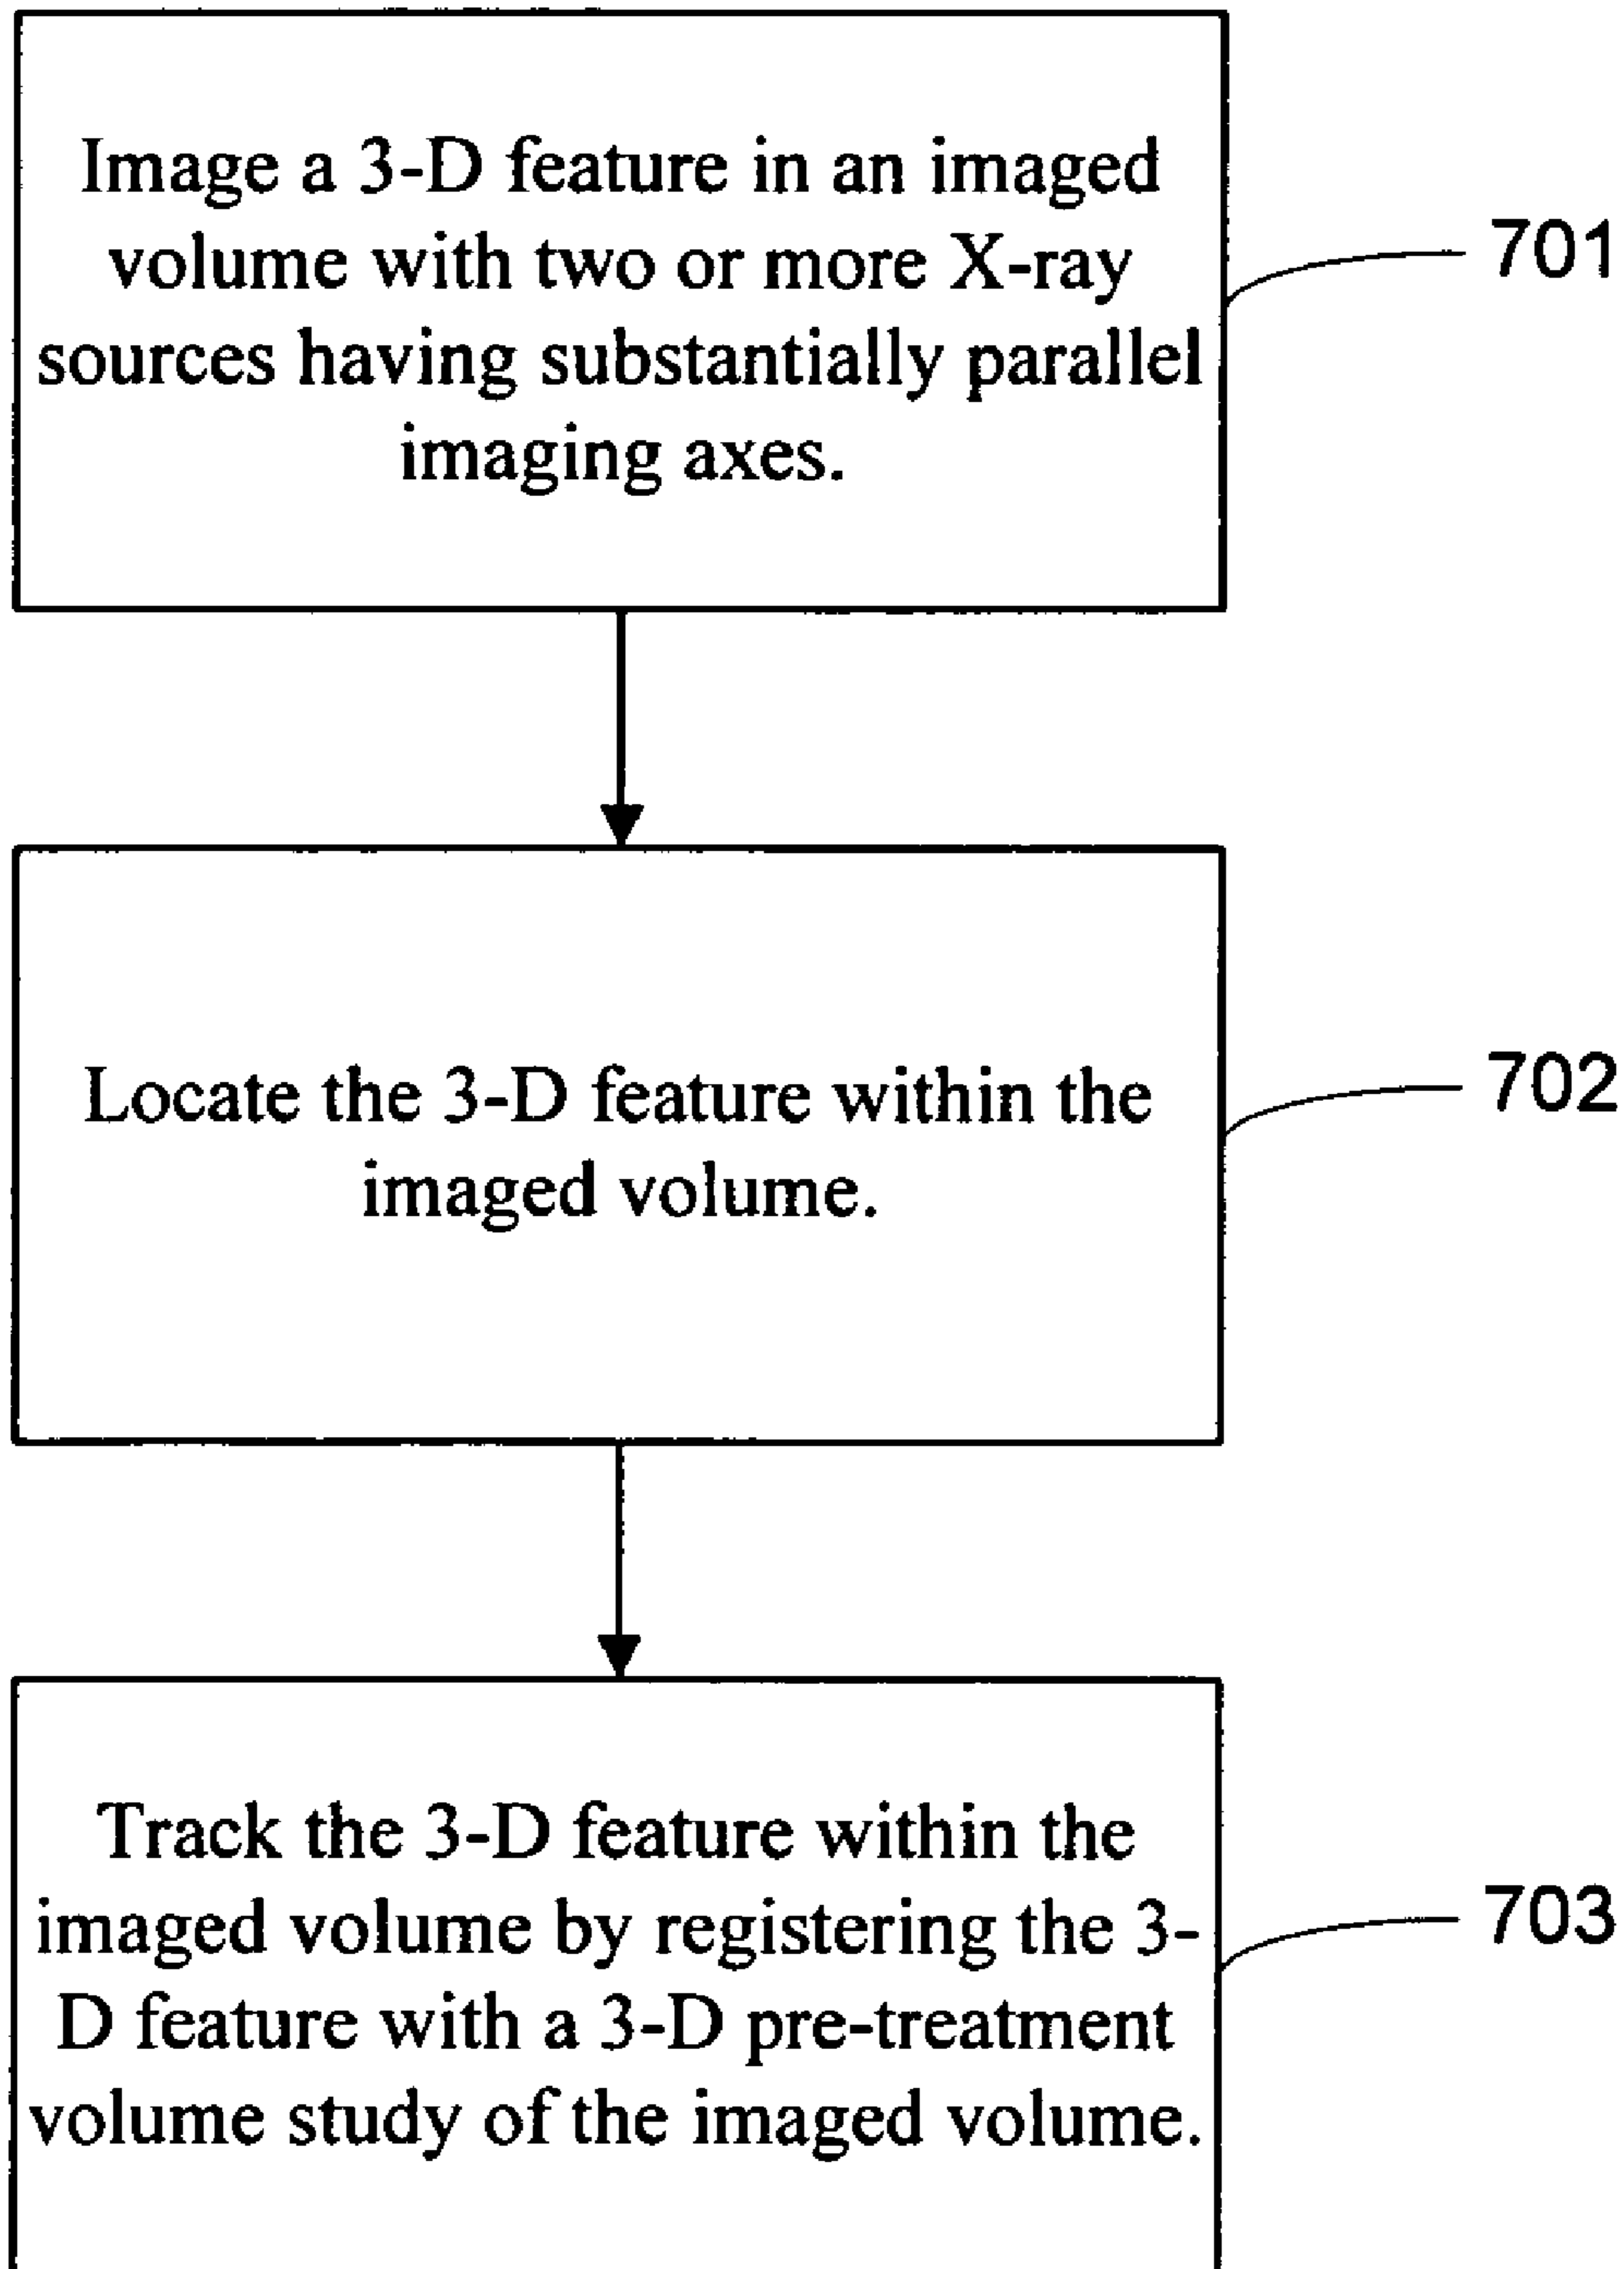 Image a 3-D feature in an imaged
volume with two or more X-ray
sources having substantially parallel
imaging axes.
701
Locate the 3-D feature within the
imaged volume.
702
Track the 3-D feature within the
imaged volume by registering the 3-
D feature with a 3-D pre-treatment
volume study of the imaged volume.
703